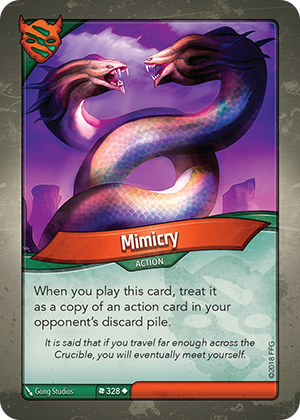 Mimicry
ACTION
When you play this card, treat it
as a copy of an action card in your
opponent's discard pile.
It is said that if you travel far enough across the
Crucible, you will eventually meet yourself.
Gong Studios
328
©2018 FFG